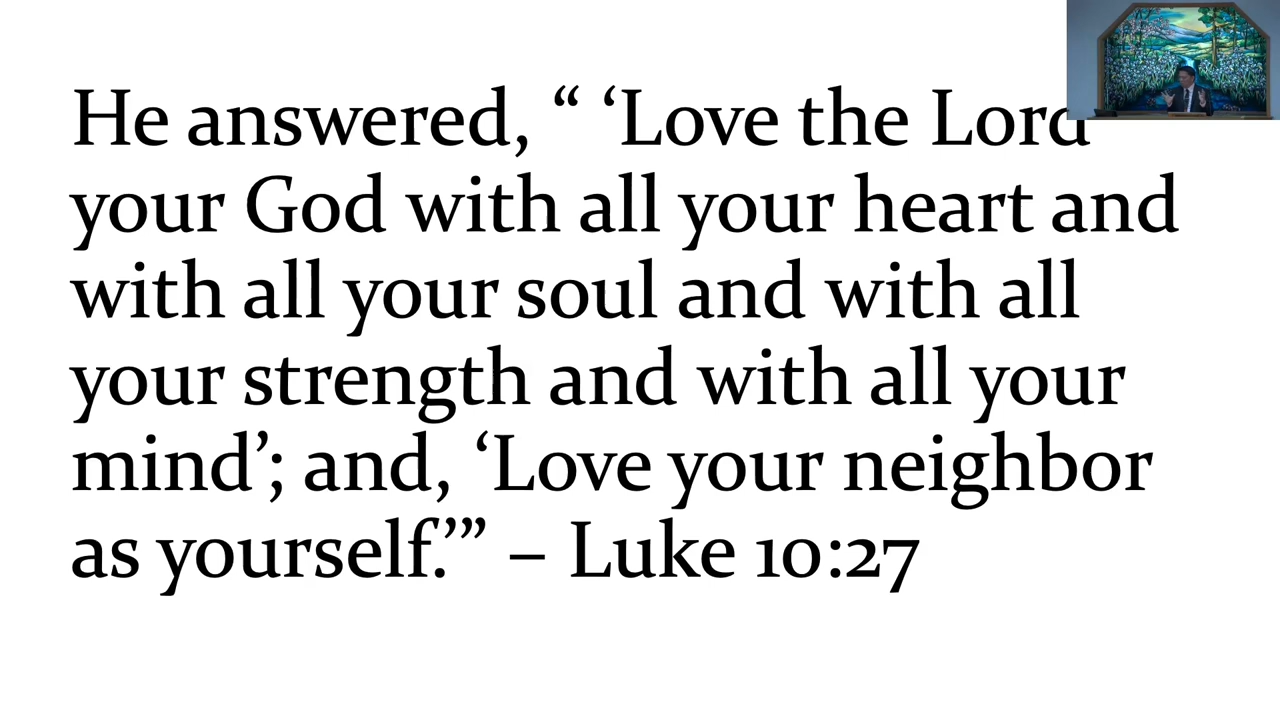 He answered, “ ‘Love the Lord
your God with all your heart and
with all your soul and with all
your strength and with all your
mind’; and, ‘Love your neighbor
as yourself.’” – Luke 10:27